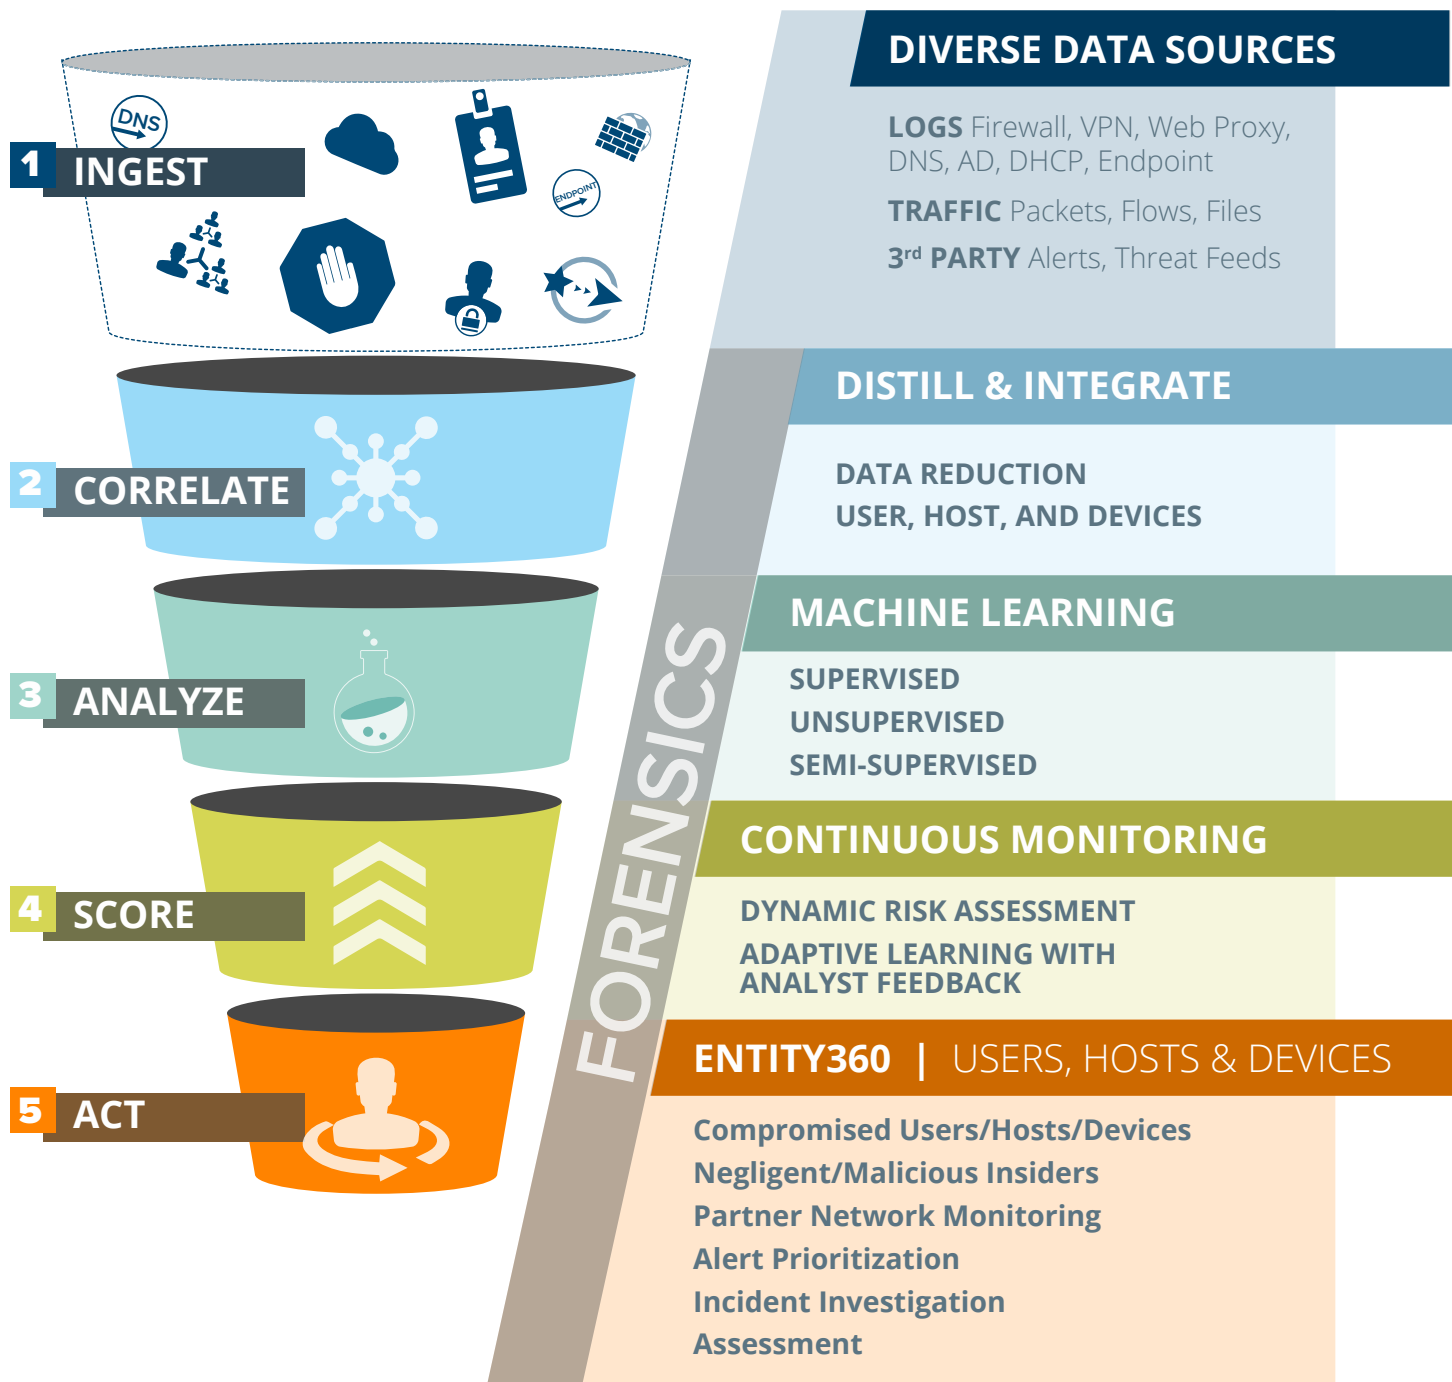 DIVERSE DATA SOURCES
LOGS Firewall, VPN, Web Proxy,
DNS, AD, DHCP, Endpoint
TRAFFIC Packets, Flows, Files
3rd PARTY Alerts, Threat Feeds
DNS
1 INGEST
ENDPOINT
DISTILL & INTEGRATE
DATA REDUCTION
USER, HOST, AND DEVICES
2 CORRELATE
MACHINE LEARNING
SUPERVISED
UNSUPERVISED
SEMI-SUPERVISED
3 ANALYZE
FORENSICS
CONTINUOUS MONITORING
DYNAMIC RISK ASSESSMENT
ADAPTIVE LEARNING WITH
ANALYST FEEDBACK
4 SCORE
ENTITY360 | USERS, HOSTS & DEVICES
Compromised Users/Hosts/Devices
Negligent/Malicious Insiders
Partner Network Monitoring
Alert Prioritization
Incident Investigation
Assessment
5 ACT